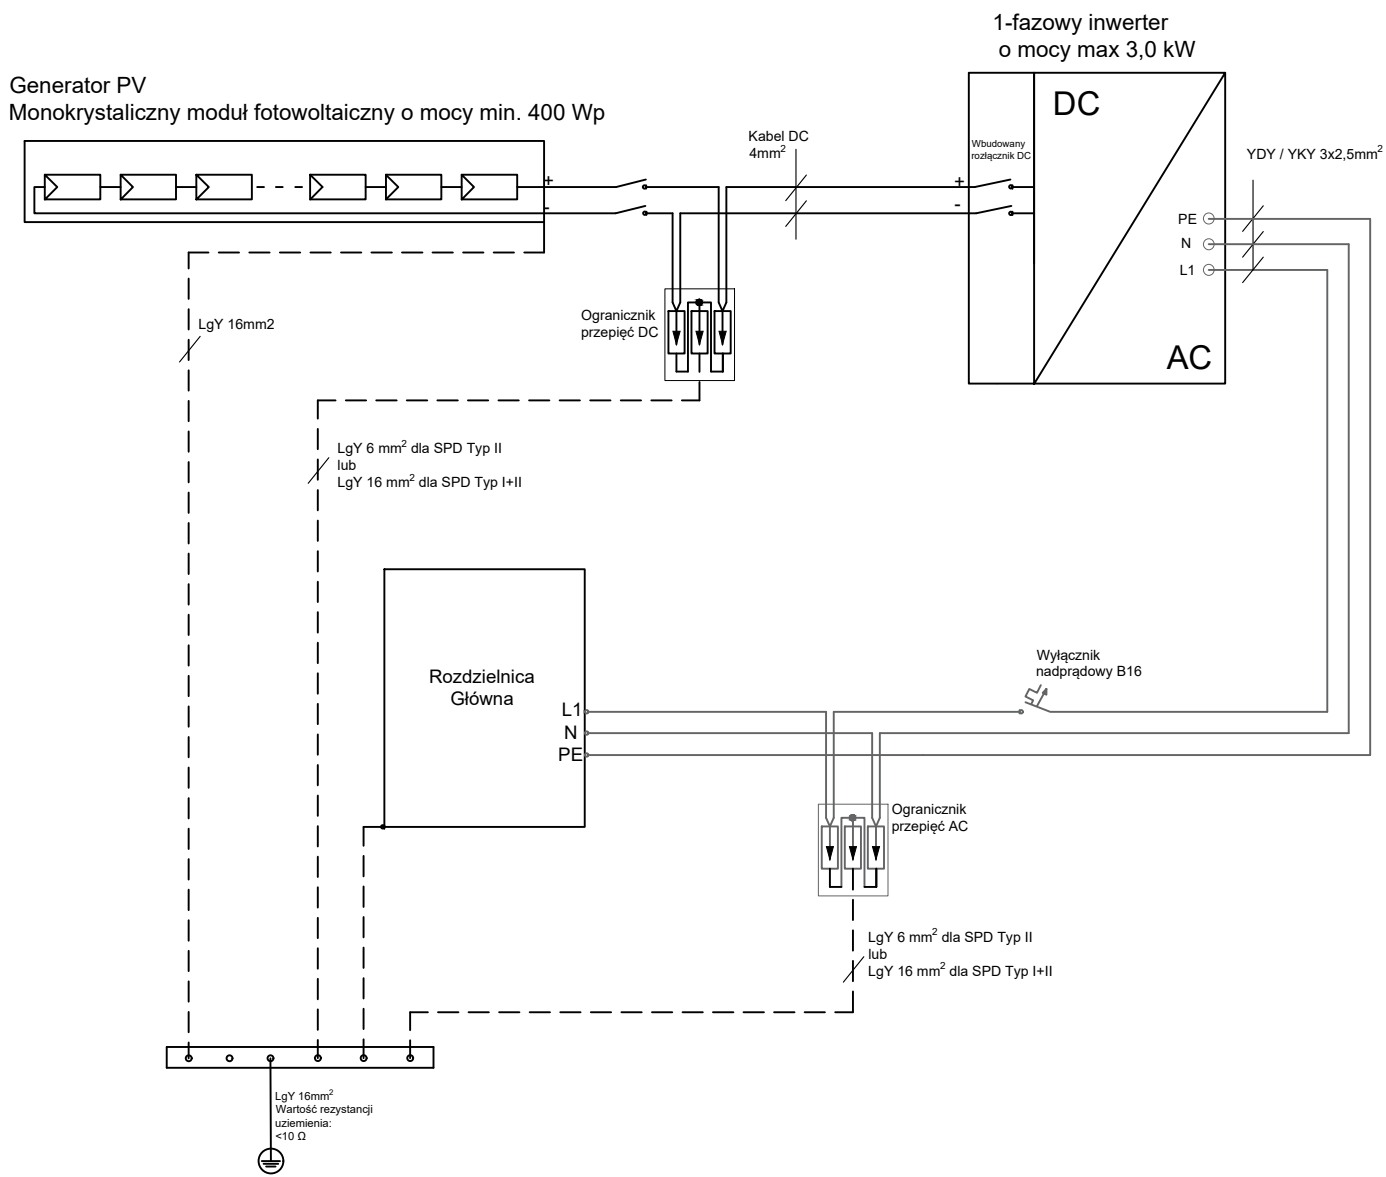 1-fazowy inwerter
o mocy max 3,0 kW
Generator PV
Monokrystaliczny moduł fotowoltaiczny o mocy min. 400 Wp
DC
Kabel DC
4mm²
Wbudowany
rozłącznik DC
YDY / YKY 3x2,5mm²
+
-
+
-
PE
N
L1
LgY 16mm2
Ogranicznik
przepięć DC
AC
LgY 6 mm² dla SPD Typ II
lub
LgY 16 mm² dla SPD Typ I+II
Rozdzielnica
Główna
Wyłącznik
nadprądowy B16
L1
N
PE
Ogranicznik
przepięć AC
LgY 6 mm² dla SPD Typ II
lub
LgY 16 mm² dla SPD Typ I+II
LgY 16mm²
Wartość rezystancji
uziemienia:
<10 Ω